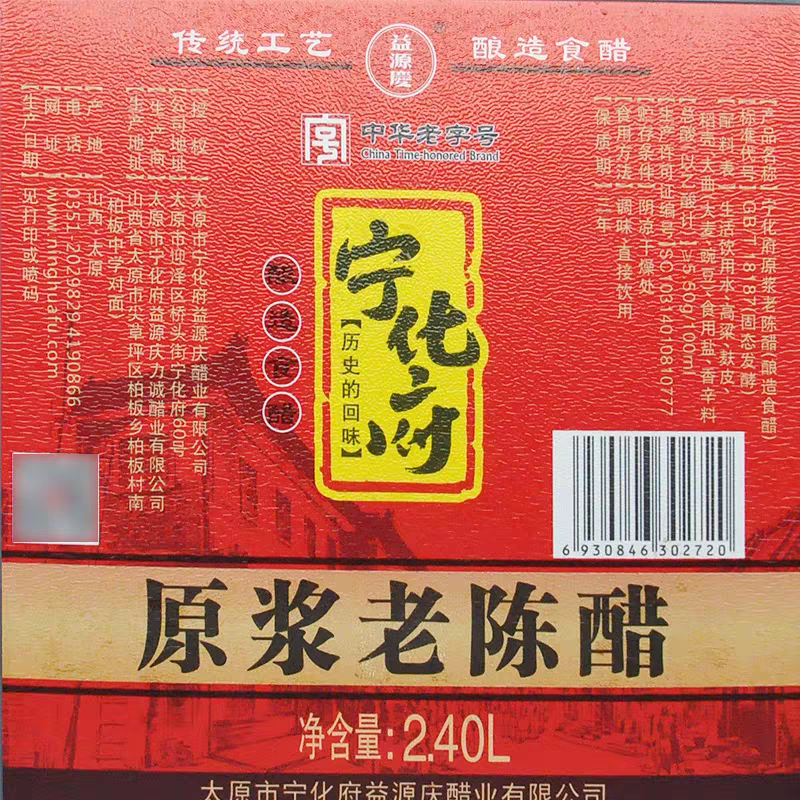 传统工艺
益源慶
酿造食醋
中华老字号
China Time-honored Brand
宁化府
【历史的回味】
酿造食醋
【产品名称】宁化府原浆老陈醋(酿造食醋)
【标准代号】GB/T 18187(固态发酵)
【配料表】生活饮用水、高粱、麸皮、
稻壳、大曲(大麦、豌豆)、食用盐、香辛料
【总酸(以乙酸计)】≥5.50g/100ml
【生产许可证编号】SC10314010810777
【贮存条件】阴凉干燥处
【食用方法】调味、直接饮用
【保质期】三年
【授权】太原市宁化府益源庆醋业有限公司
【公司地址】太原市迎泽区桥头街宁化府60号
【生产商】太原市宁化府益源庆力诚醋业有限公司
【生产地址】山西省太原市尖草坪区柏板乡柏板村南
(柏板中学对面)
【产地】山西·太原
【电话】0351-2029829 4190866
【网址】www.ninghuafu.com
【生产日期】见打印或喷码
6 930846 302720
原浆老陈醋
净含量:2.40L
太原市宁化府益源庆醋业有限公司